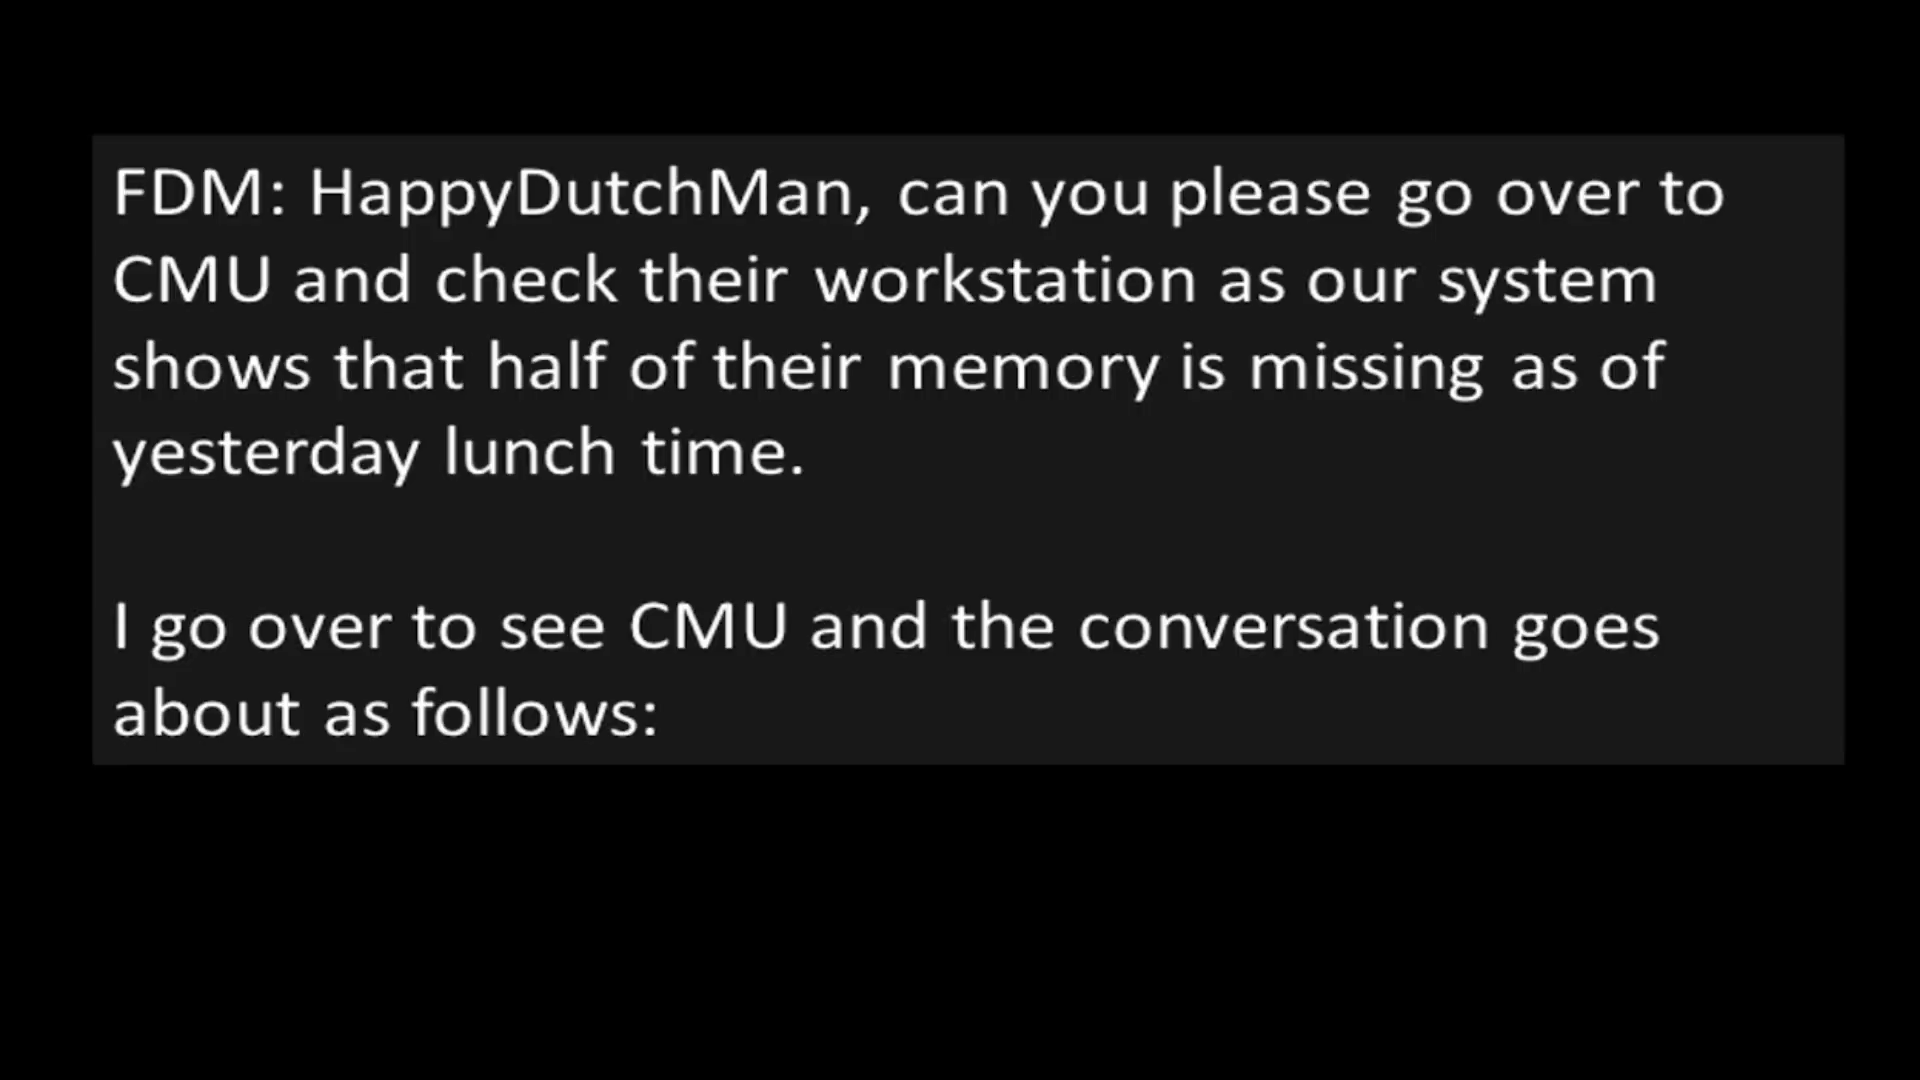 FDM: HappyDutchMan, can you please go over to
CMU and check their workstation as our system
shows that half of their memory is missing as of
yesterday lunch time.
I go over to see CMU and the conversation goes
about as follows: